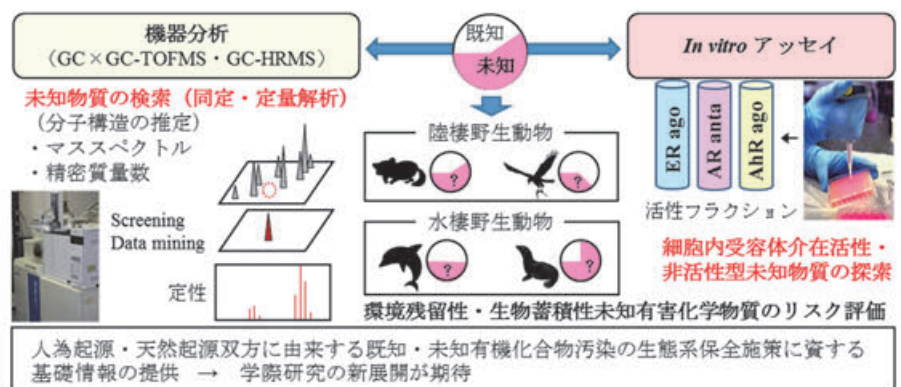 機器分析
（GC×GC-TOFMS・GC-HRMS）
未知物質の検索（同定・定量解析）
（分子構造の推定）
・マススペクトル
・精密質量数
Screening
Data mining
定性
既知
未知
陸棲野生動物
?
?
水棲野生動物
?
?
In vitro アッセイ
ER ago
AR anta
AhR ago
活性フラクション
細胞内受容体介在活性・
非活性型未知物質の探索
環境残留性・生物蓄積性未知有害化学物質のリスク評価
人為起源・天然起源双方に由来する既知・未知有機化合物汚染の生態系保全施策に資する
基礎情報の提供　→　学際研究の新展開が期待